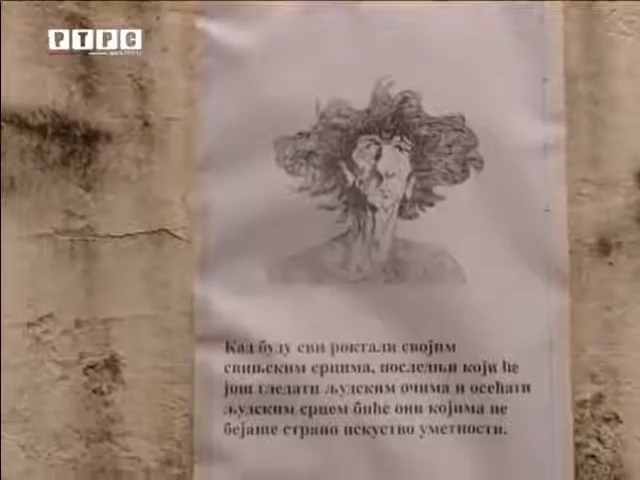 РТРС
Кад буду сви роктали својим
свињским срцима, последњи који ће
још гледати људским очима и осећати
људским срцем биће они којима не
бејаше страно искуство уметности.